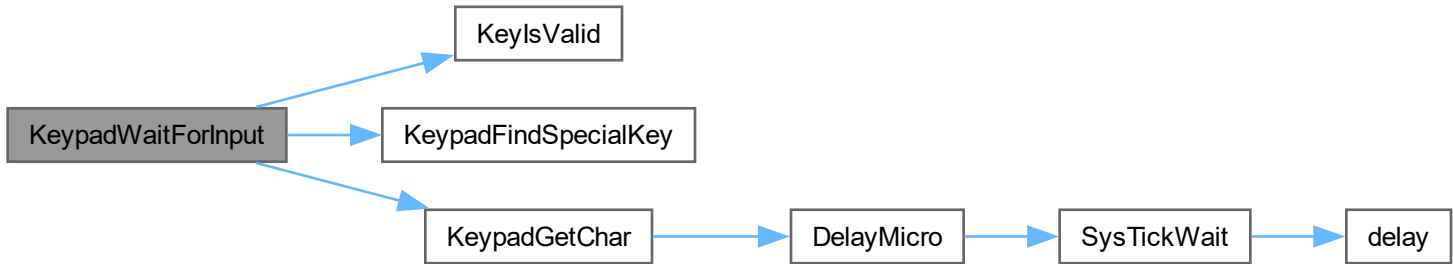 KeyIsValid
KeypadWaitForInput
KeypadFindSpecialKey
KeypadGetChar
DelayMicro
SysTickWait
delay